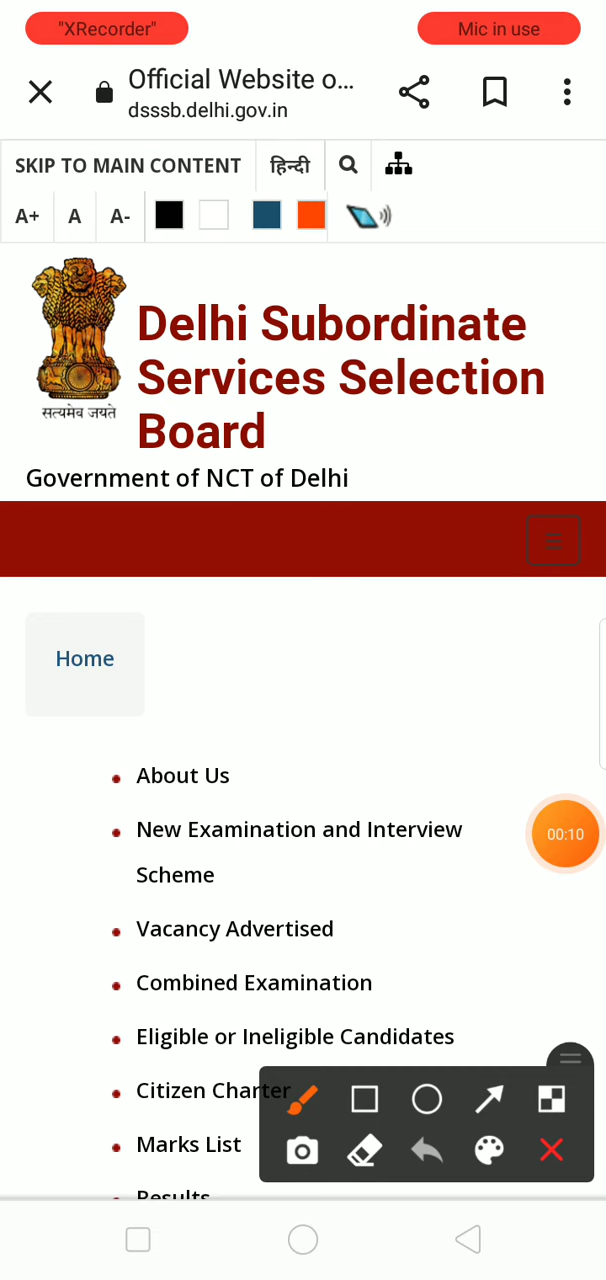 "XRecorder"
Mic in use
Official Website o...
dsssb.delhi.gov.in
SKIP TO MAIN CONTENT
हिन्दी
A+
A
A-
सत्यमेव जयते
Delhi Subordinate
Services Selection
Board
Government of NCT of Delhi
Home
About Us
New Examination and Interview
Scheme
Vacancy Advertised
00:10
Combined Examination
Eligible or Ineligible Candidates
Citizen Charter
Marks List
Results